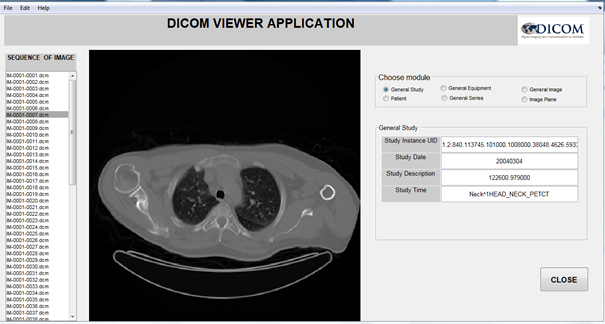 File Edit Help
DICOM VIEWER APPLICATION
DICOM
Digital Imaging and Communications in Medicine
SEQUENCE OF IMAGE
IM-0001-0001.dcm
IM-0001-0002.dcm
IM-0001-0003.dcm
IM-0001-0004.dcm
IM-0001-0005.dcm
IM-0001-0006.dcm
IM-0001-0007.dcm
IM-0001-0008.dcm
IM-0001-0009.dcm
IM-0001-0010.dcm
IM-0001-0011.dcm
IM-0001-0012.dcm
IM-0001-0013.dcm
IM-0001-0014.dcm
IM-0001-0015.dcm
IM-0001-0016.dcm
IM-0001-0017.dcm
IM-0001-0018.dcm
IM-0001-0019.dcm
IM-0001-0020.dcm
IM-0001-0021.dcm
IM-0001-0022.dcm
IM-0001-0023.dcm
IM-0001-0024.dcm
IM-0001-0025.dcm
IM-0001-0026.dcm
IM-0001-0027.dcm
IM-0001-0028.dcm
IM-0001-0029.dcm
IM-0001-0030.dcm
IM-0001-0031.dcm
IM-0001-0032.dcm
IM-0001-0033.dcm
IM-0001-0034.dcm
IM-0001-0035.dcm
IM-0001-0036.dcm
IM-0001-0037.dcm
IM-0001-0038.dcm
Choose module
General Study General Equipment General Image
Patient General Series Image Plane
General Study
Study Instance UID 1.2.840.113745.101000.1008000.38048.4626.593
Study Date 20040304
Study Description 122600.979000
Study Time Neck^1HEAD_NECK_PETCT
CLOSE